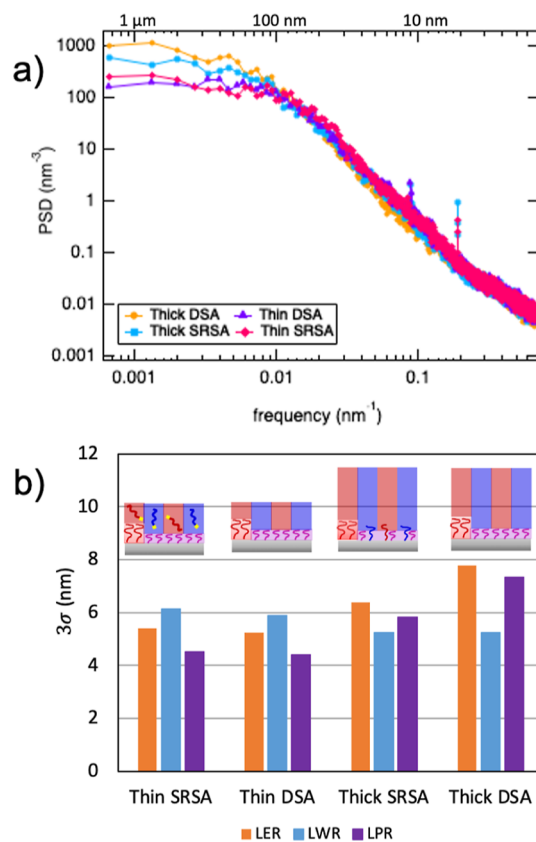 1 µm 100 nm 10 nm
a)
1000
100
10
1
0.1
0.01
0.001
PSD (nm-3)
Thick DSA Thin DSA
Thick SRSA Thin SRSA
0.001 0.01 0.1
frequency (nm-1)
b)
12
10
8
6
4
2
0
3σ (nm)
Thin SRSA Thin DSA Thick SRSA Thick DSA
LER LWR LPR